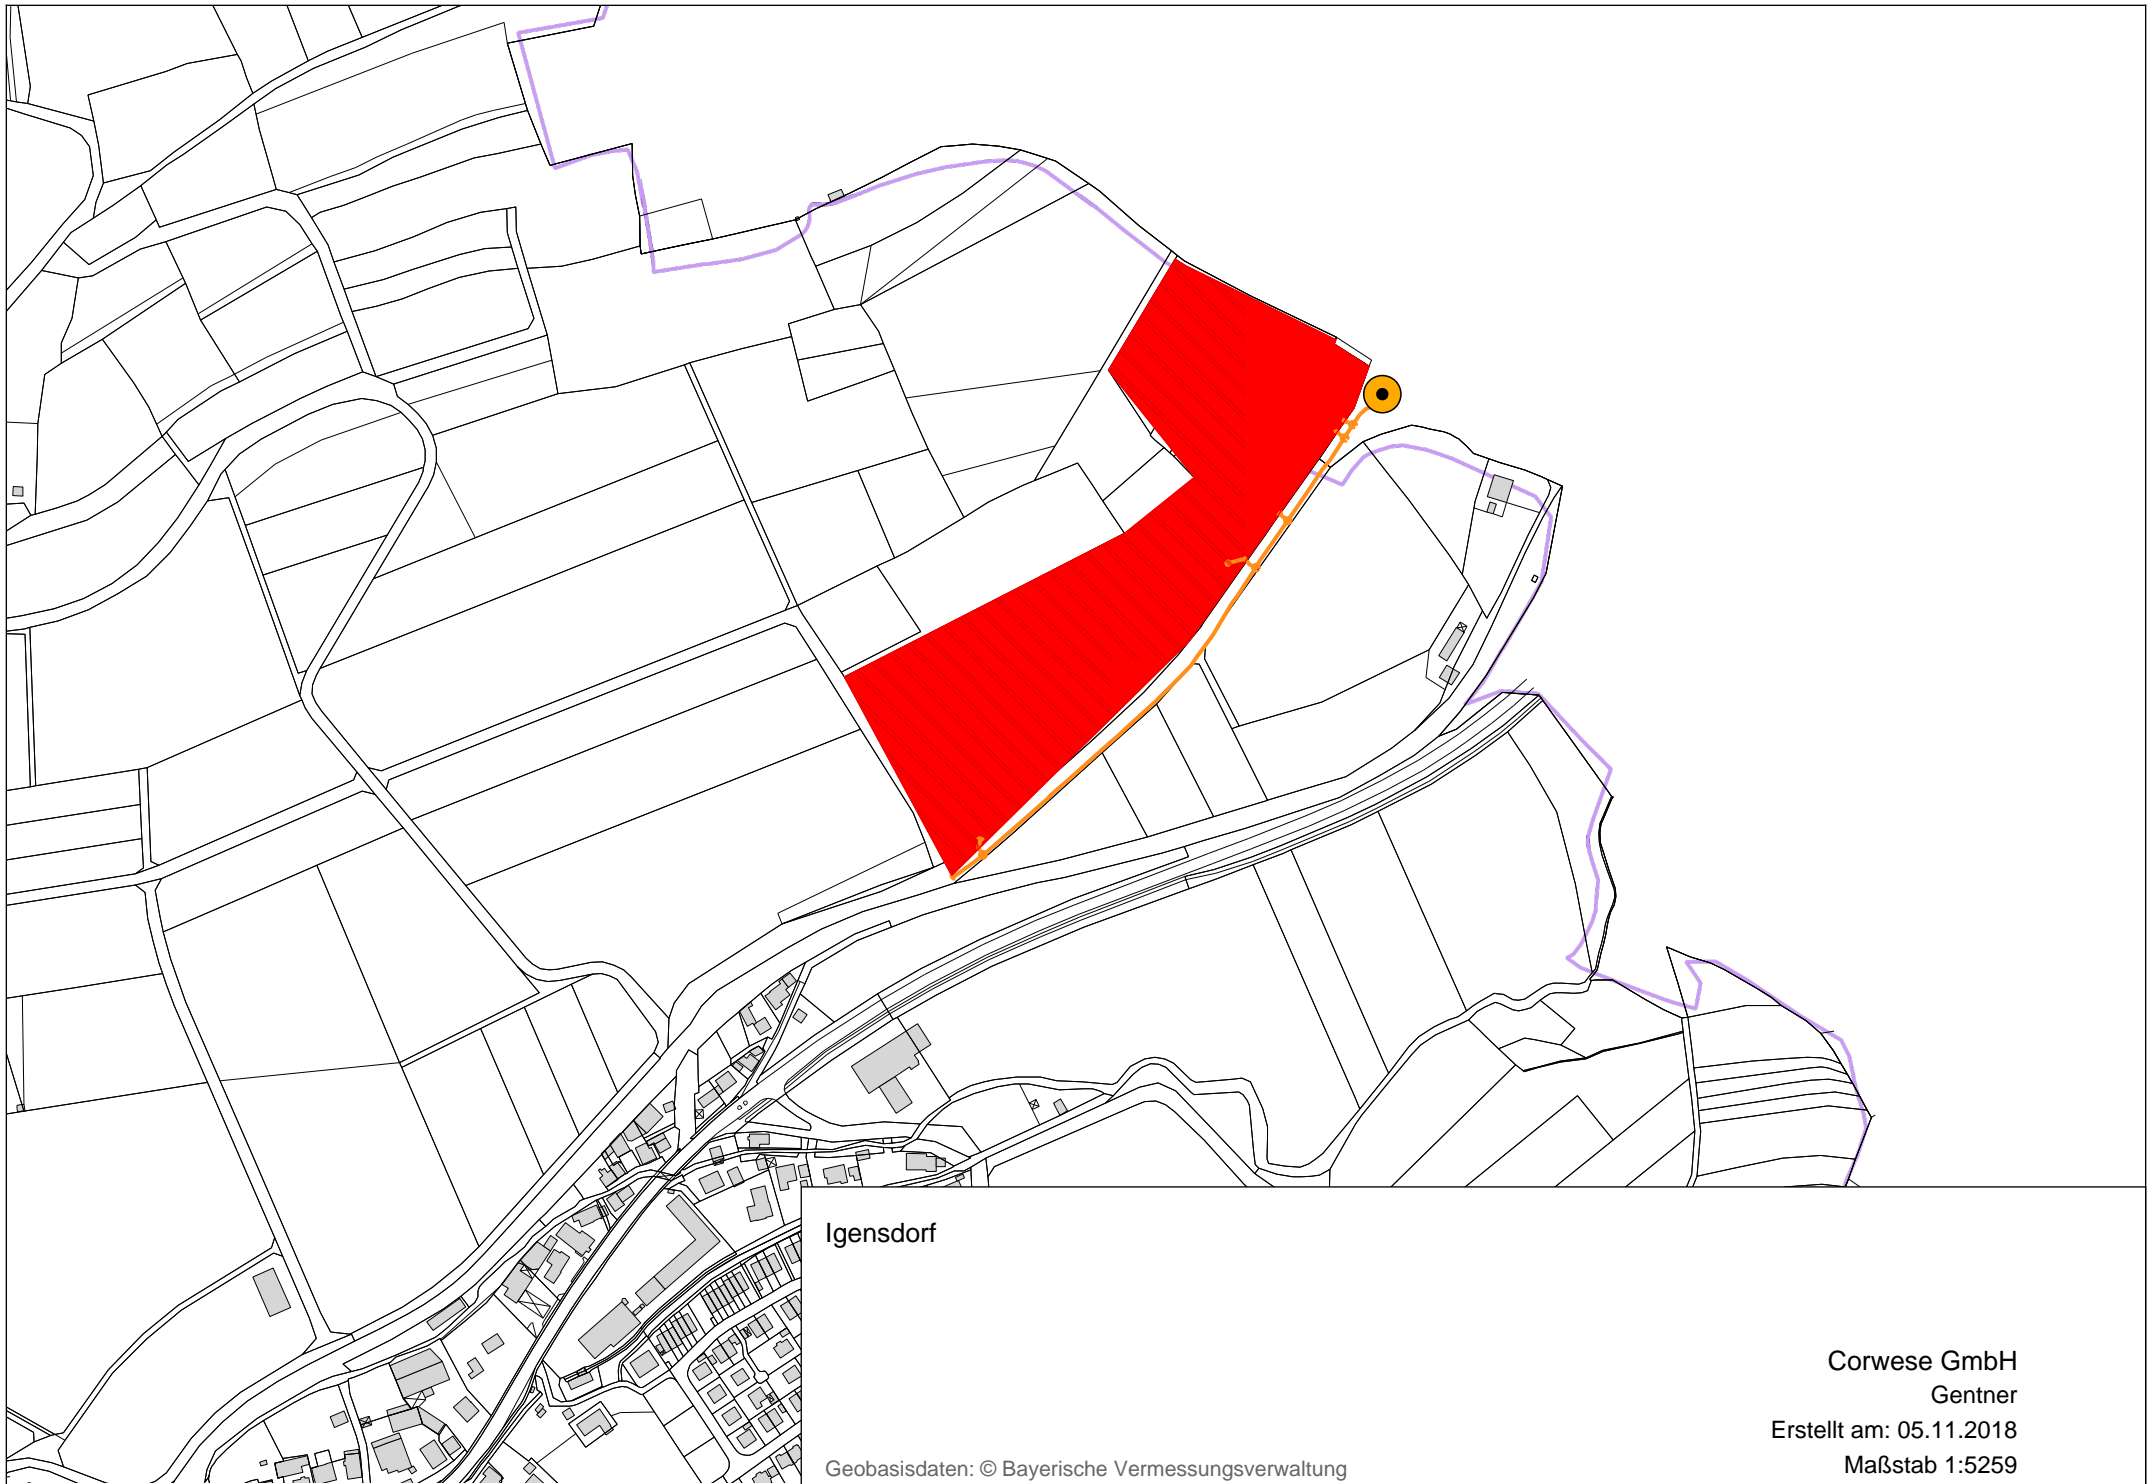 Igensdorf
Corwese GmbH
Gentner
Erstellt am: 05.11.2018
Maßstab 1:5259
Geobasisdaten: © Bayerische Vermessungsverwaltung